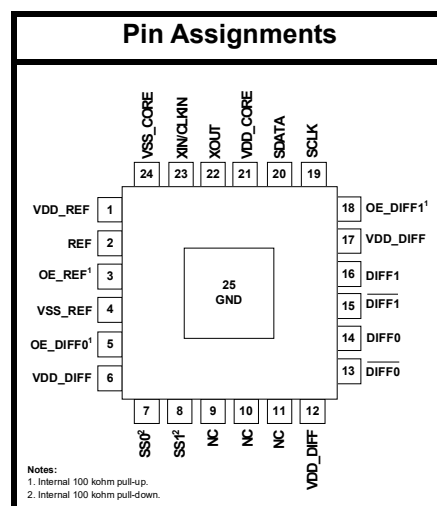 Pin Assignments
VSS_CORE
XIN/CLKIN
XOUT
VDD_CORE
SDATA
SCLK
24 23 22 21 20 19
VDD_REF 1
REF 2
OE_REF¹ 3
VSS_REF 4
OE_DIFF0¹ 5
VDD_DIFF 6
25
GND
18 OE_DIFF1¹
17 VDD_DIFF
16 DIFF1
15 D̅I̅F̅F̅1̅
14 DIFF0
13 D̅I̅F̅F̅0̅
7 8 9 10 11 12
SS0²
SS1²
NC
NC
NC
VDD_DIFF
Notes:
1. Internal 100 kohm pull-up.
2. Internal 100 kohm pull-down.